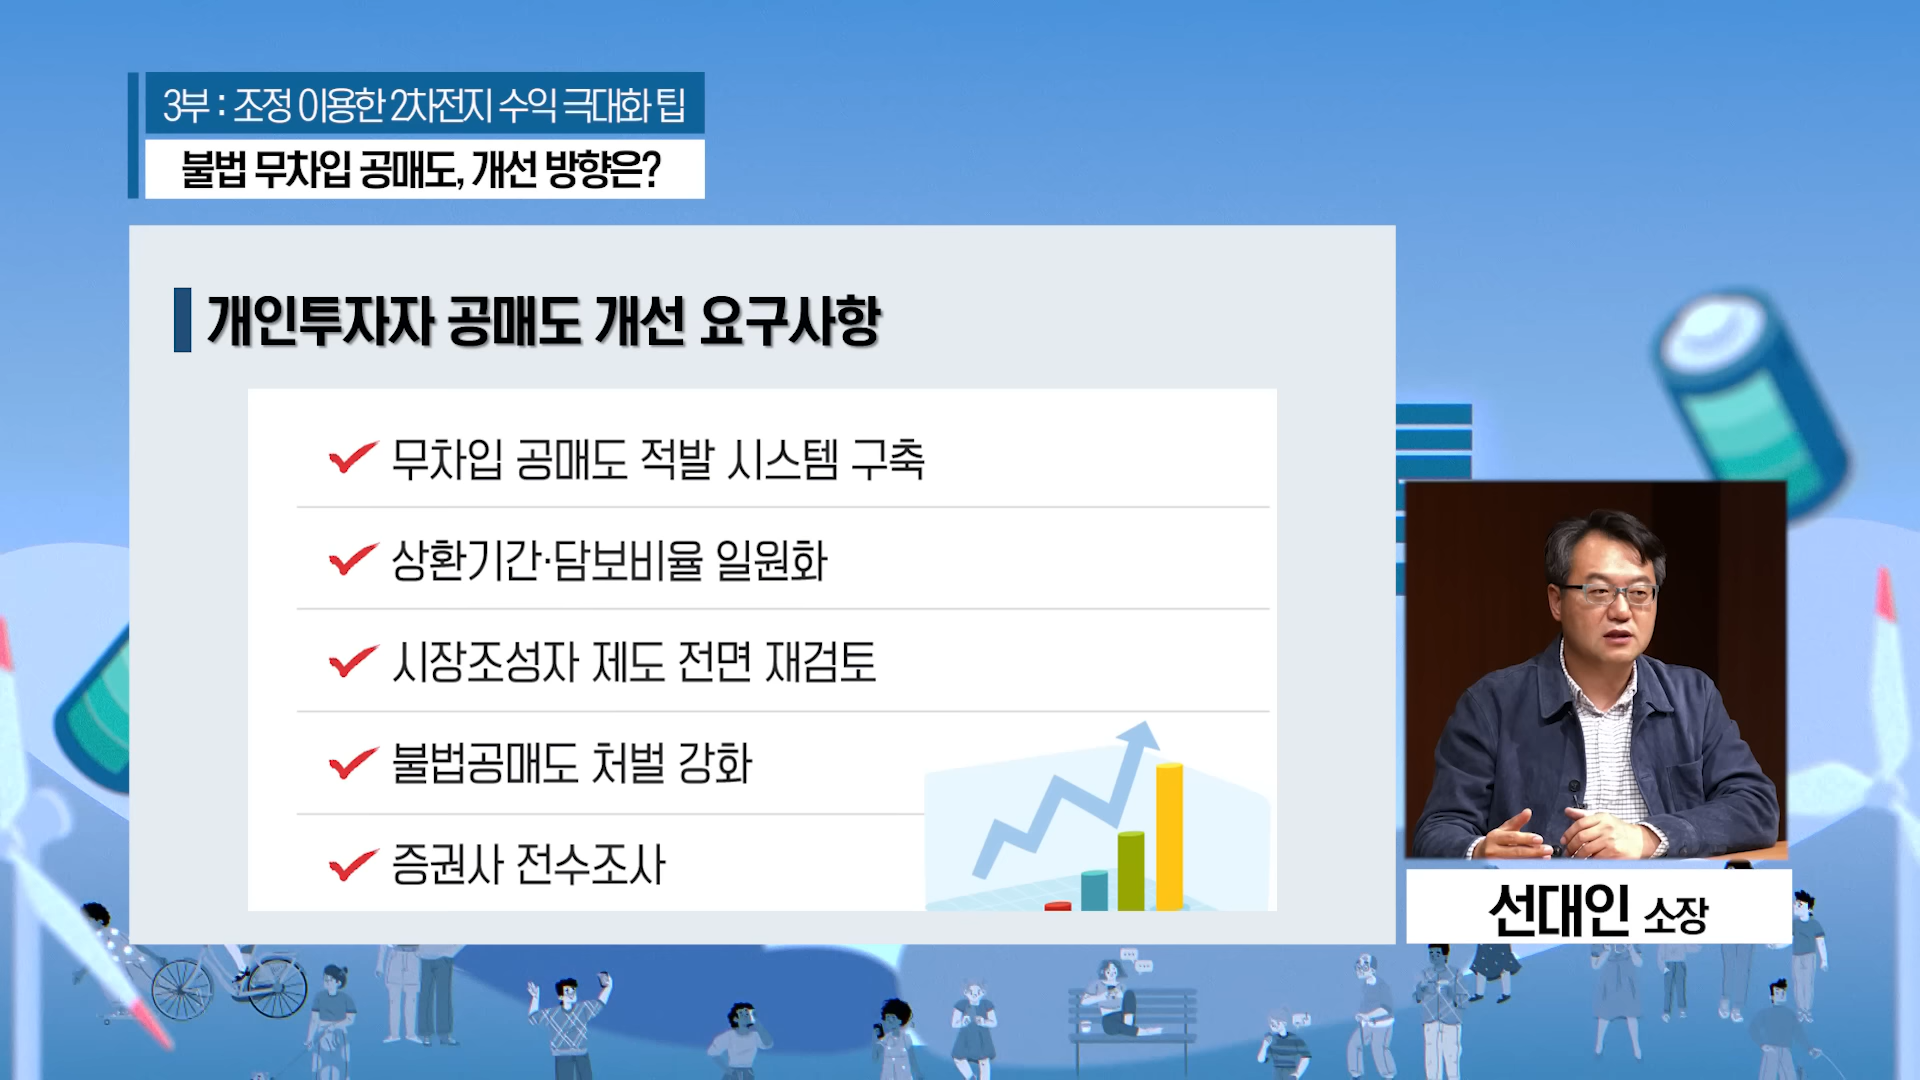 3부 : 조정 이용한 2차전지 수익 극대화 팁
불법 무차입 공매도, 개선 방향은?
개인투자자 공매도 개선 요구사항
무차입 공매도 적발 시스템 구축
상환기간·담보비율 일원화
시장조성자 제도 전면 재검토
불법공매도 처벌 강화
증권사 전수조사
선대인 소장